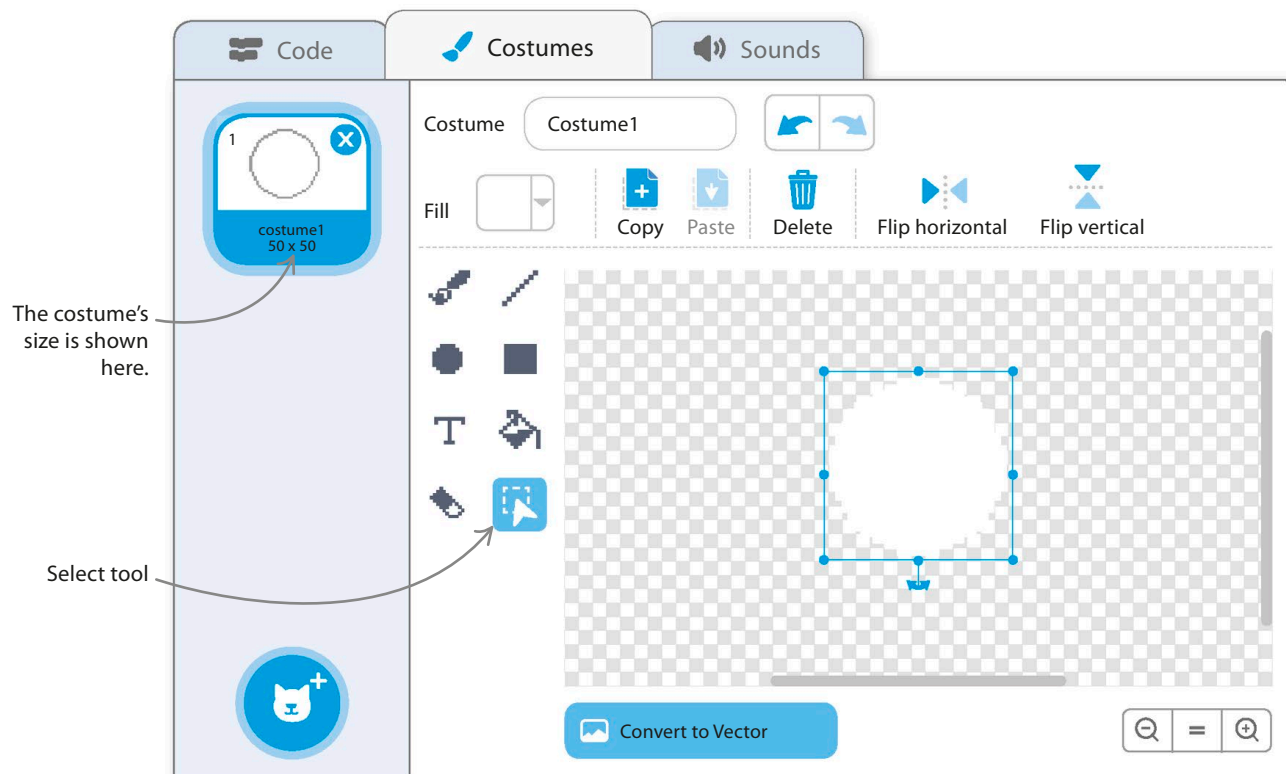 Code
Costumes
Sounds
1
costume1
50 x 50
The costume's
size is shown
here.
Select tool
Costume
Costume1
Fill
Copy
Paste
Delete
Flip horizontal
Flip vertical
T
Convert to Vector